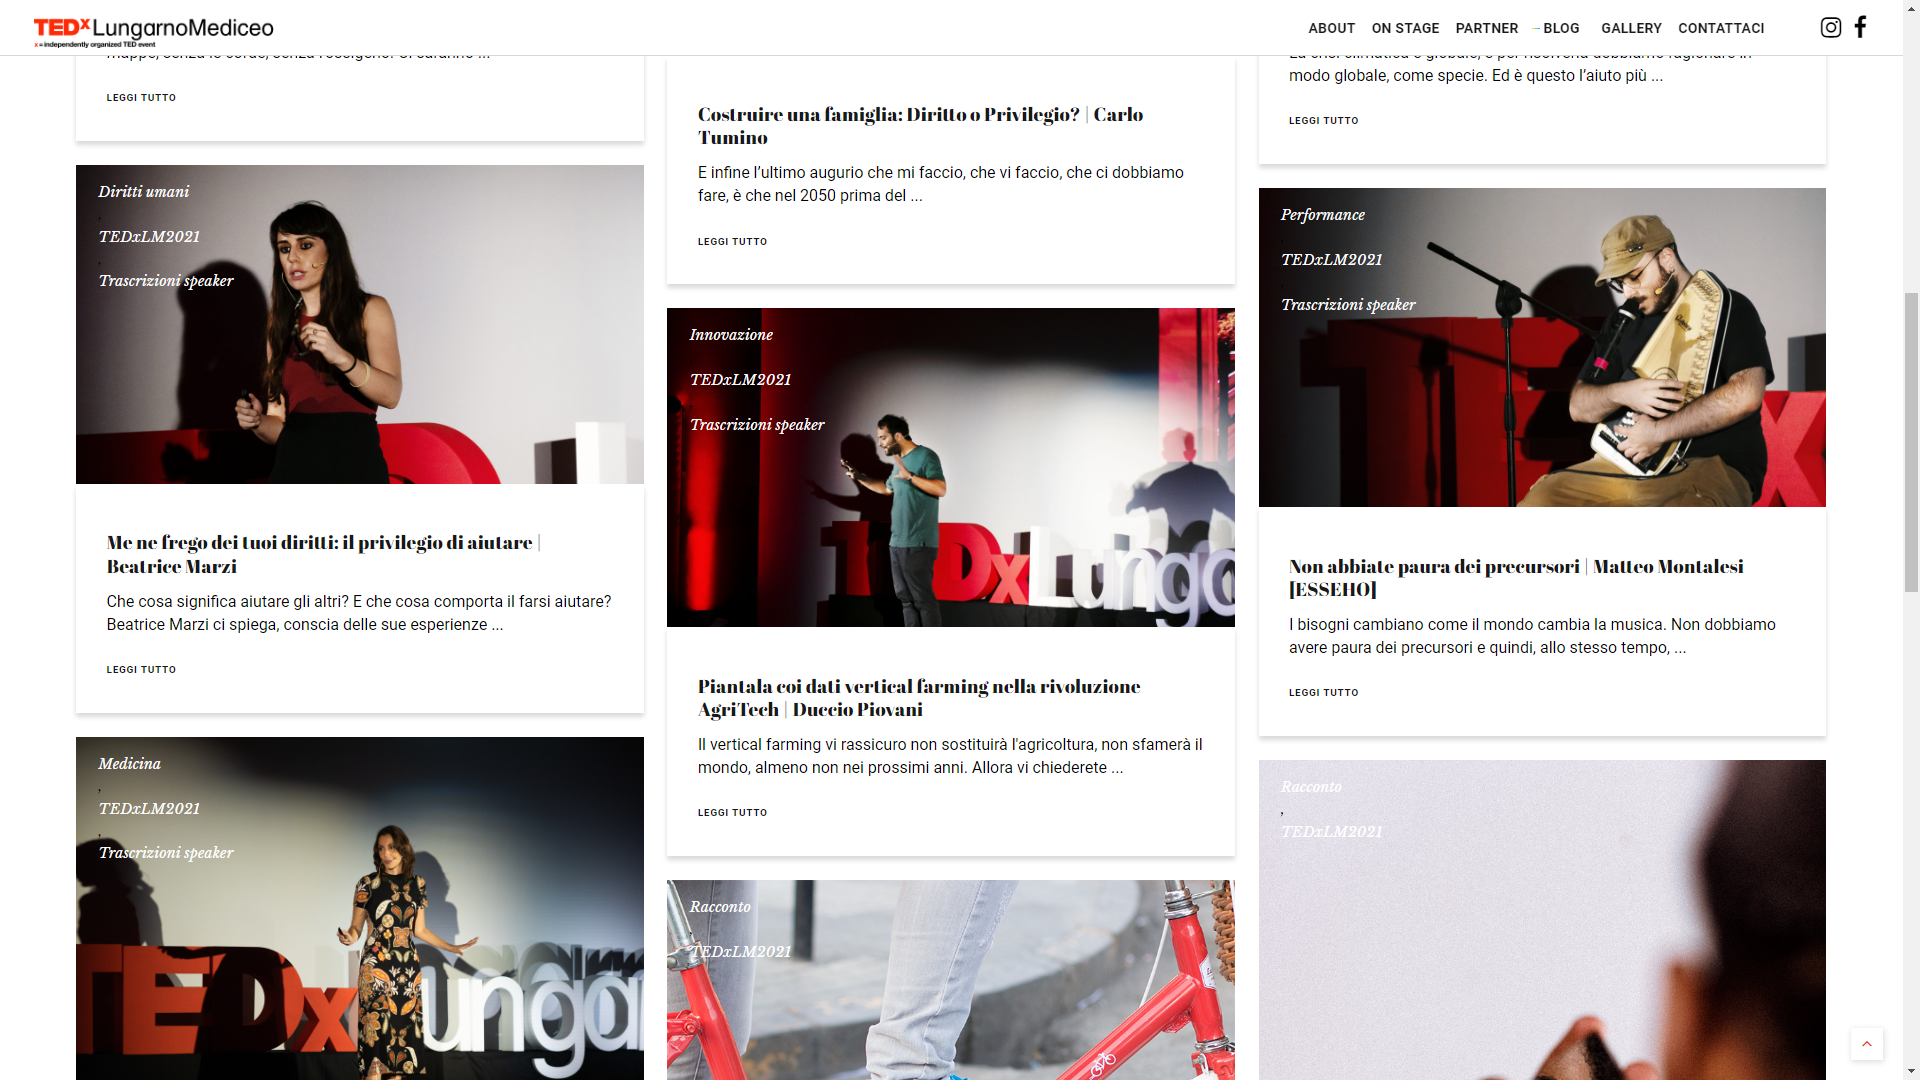 TEDxLungarnoMediceo
x = independently organized TED event
ABOUT
ON STAGE
PARTNER
BLOG
GALLERY
CONTATTACI
LEGGI TUTTO
Diritti umani
,
TEDxLM2021
,
Trascrizioni speaker
Me ne frego dei tuoi diritti: il privilegio di aiutare |
Beatrice Marzi
Che cosa significa aiutare gli altri? E che cosa comporta il farsi aiutare?
Beatrice Marzi ci spiega, conscia delle sue esperienze ...
LEGGI TUTTO
Medicina
,
TEDxLM2021
,
Trascrizioni speaker
TEDxLunga
Costruire una famiglia: Diritto o Privilegio? | Carlo
Tumino
E infine l’ultimo augurio che mi faccio, che vi faccio, che ci dobbiamo
fare, è che nel 2050 prima del ...
LEGGI TUTTO
Innovazione
TEDxLM2021
Trascrizioni speaker
TEDxLungo
Piantala coi dati vertical farming nella rivoluzione
AgriTech | Duccio Piovani
Il vertical farming vi rassicuro non sostituirà l'agricoltura, non sfamerà il
mondo, almeno non nei prossimi anni. Allora vi chiederete ...
LEGGI TUTTO
Racconto
,
TEDxLM2021
modo globale, come specie. Ed è questo l’aiuto più ...
LEGGI TUTTO
Performance
TEDxLM2021
,
Trascrizioni speaker
TEDx
Non abbiate paura dei precursori | Matteo Montalesi
[ESSEHO]
I bisogni cambiano come il mondo cambia la musica. Non dobbiamo
avere paura dei precursori e quindi, allo stesso tempo, ...
LEGGI TUTTO
Racconto
,
TEDxLM2021